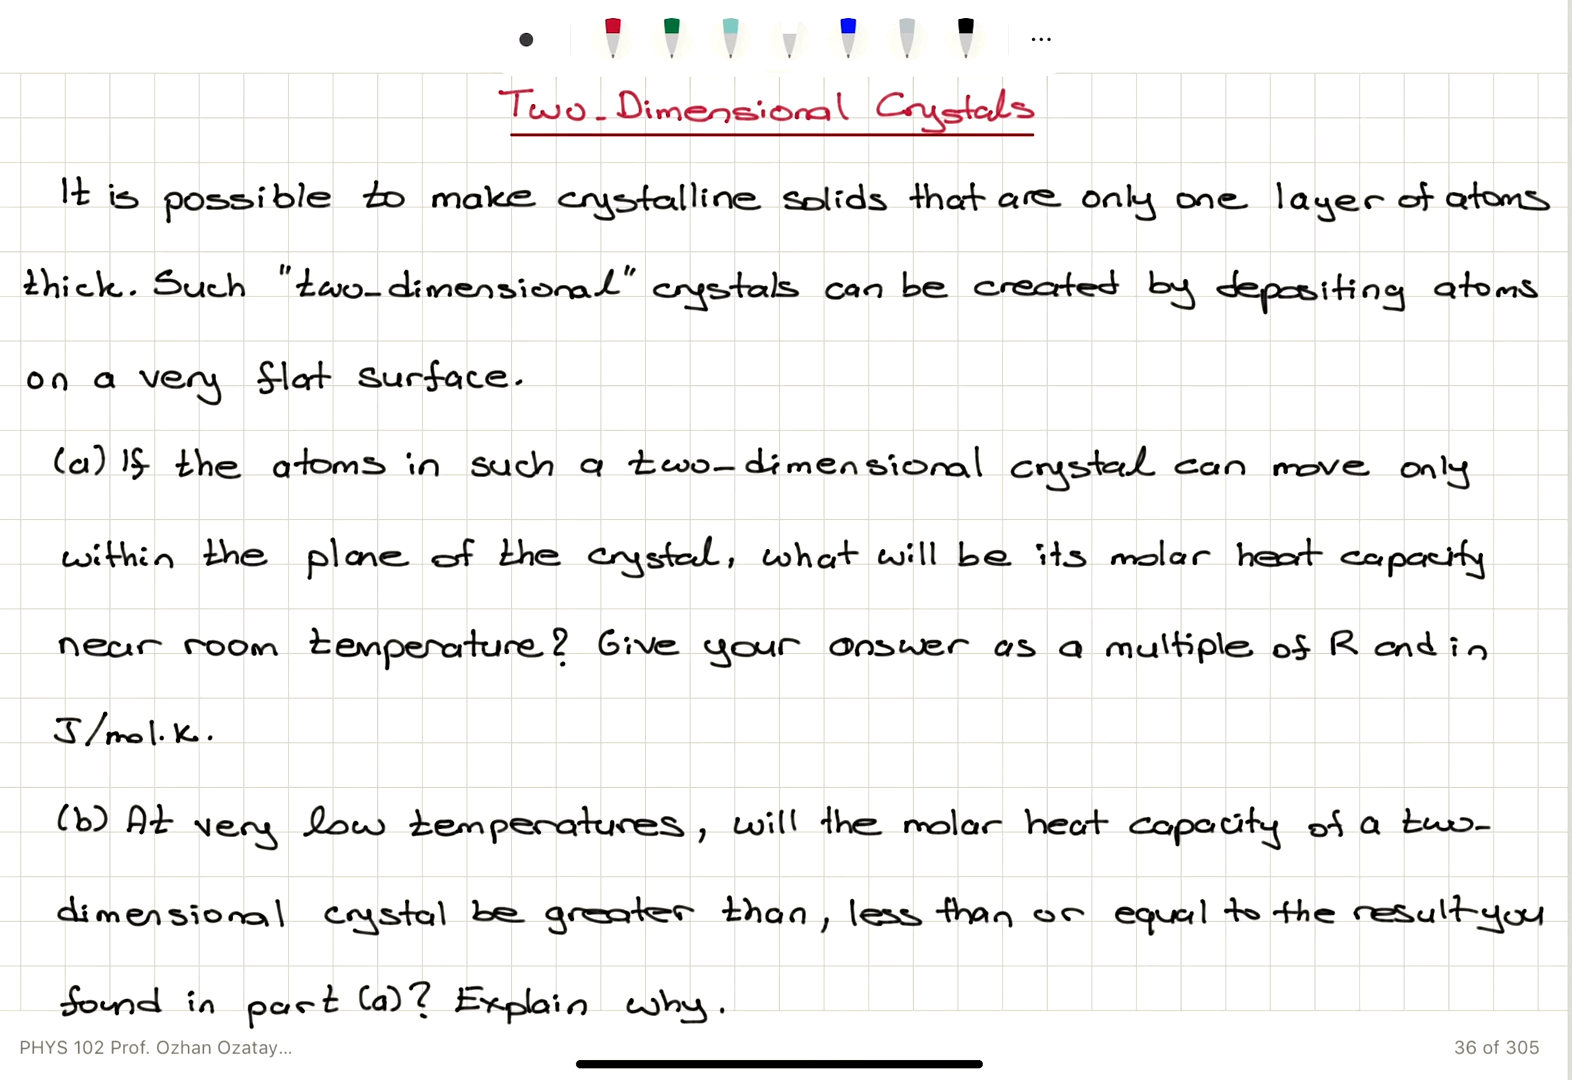 ...
Two-Dimensional Crystals
It is possible to make crystalline solids that are only one layer of atoms
thick. Such "two-dimensional" crystals can be created by depositing atoms
on a very flat surface.
(a) If the atoms in such a two-dimensional crystal can move only
within the plane of the crystal, what will be its molar heat capacity
near room temperature? Give your answer as a multiple of R and in
J/mol.K.
(b) At very low temperatures, will the molar heat capacity of a two-
dimensional crystal be greater than, less than or equal to the result you
found in part (a)? Explain why.
PHYS 102 Prof. Ozhan Ozatay...
36 of 305